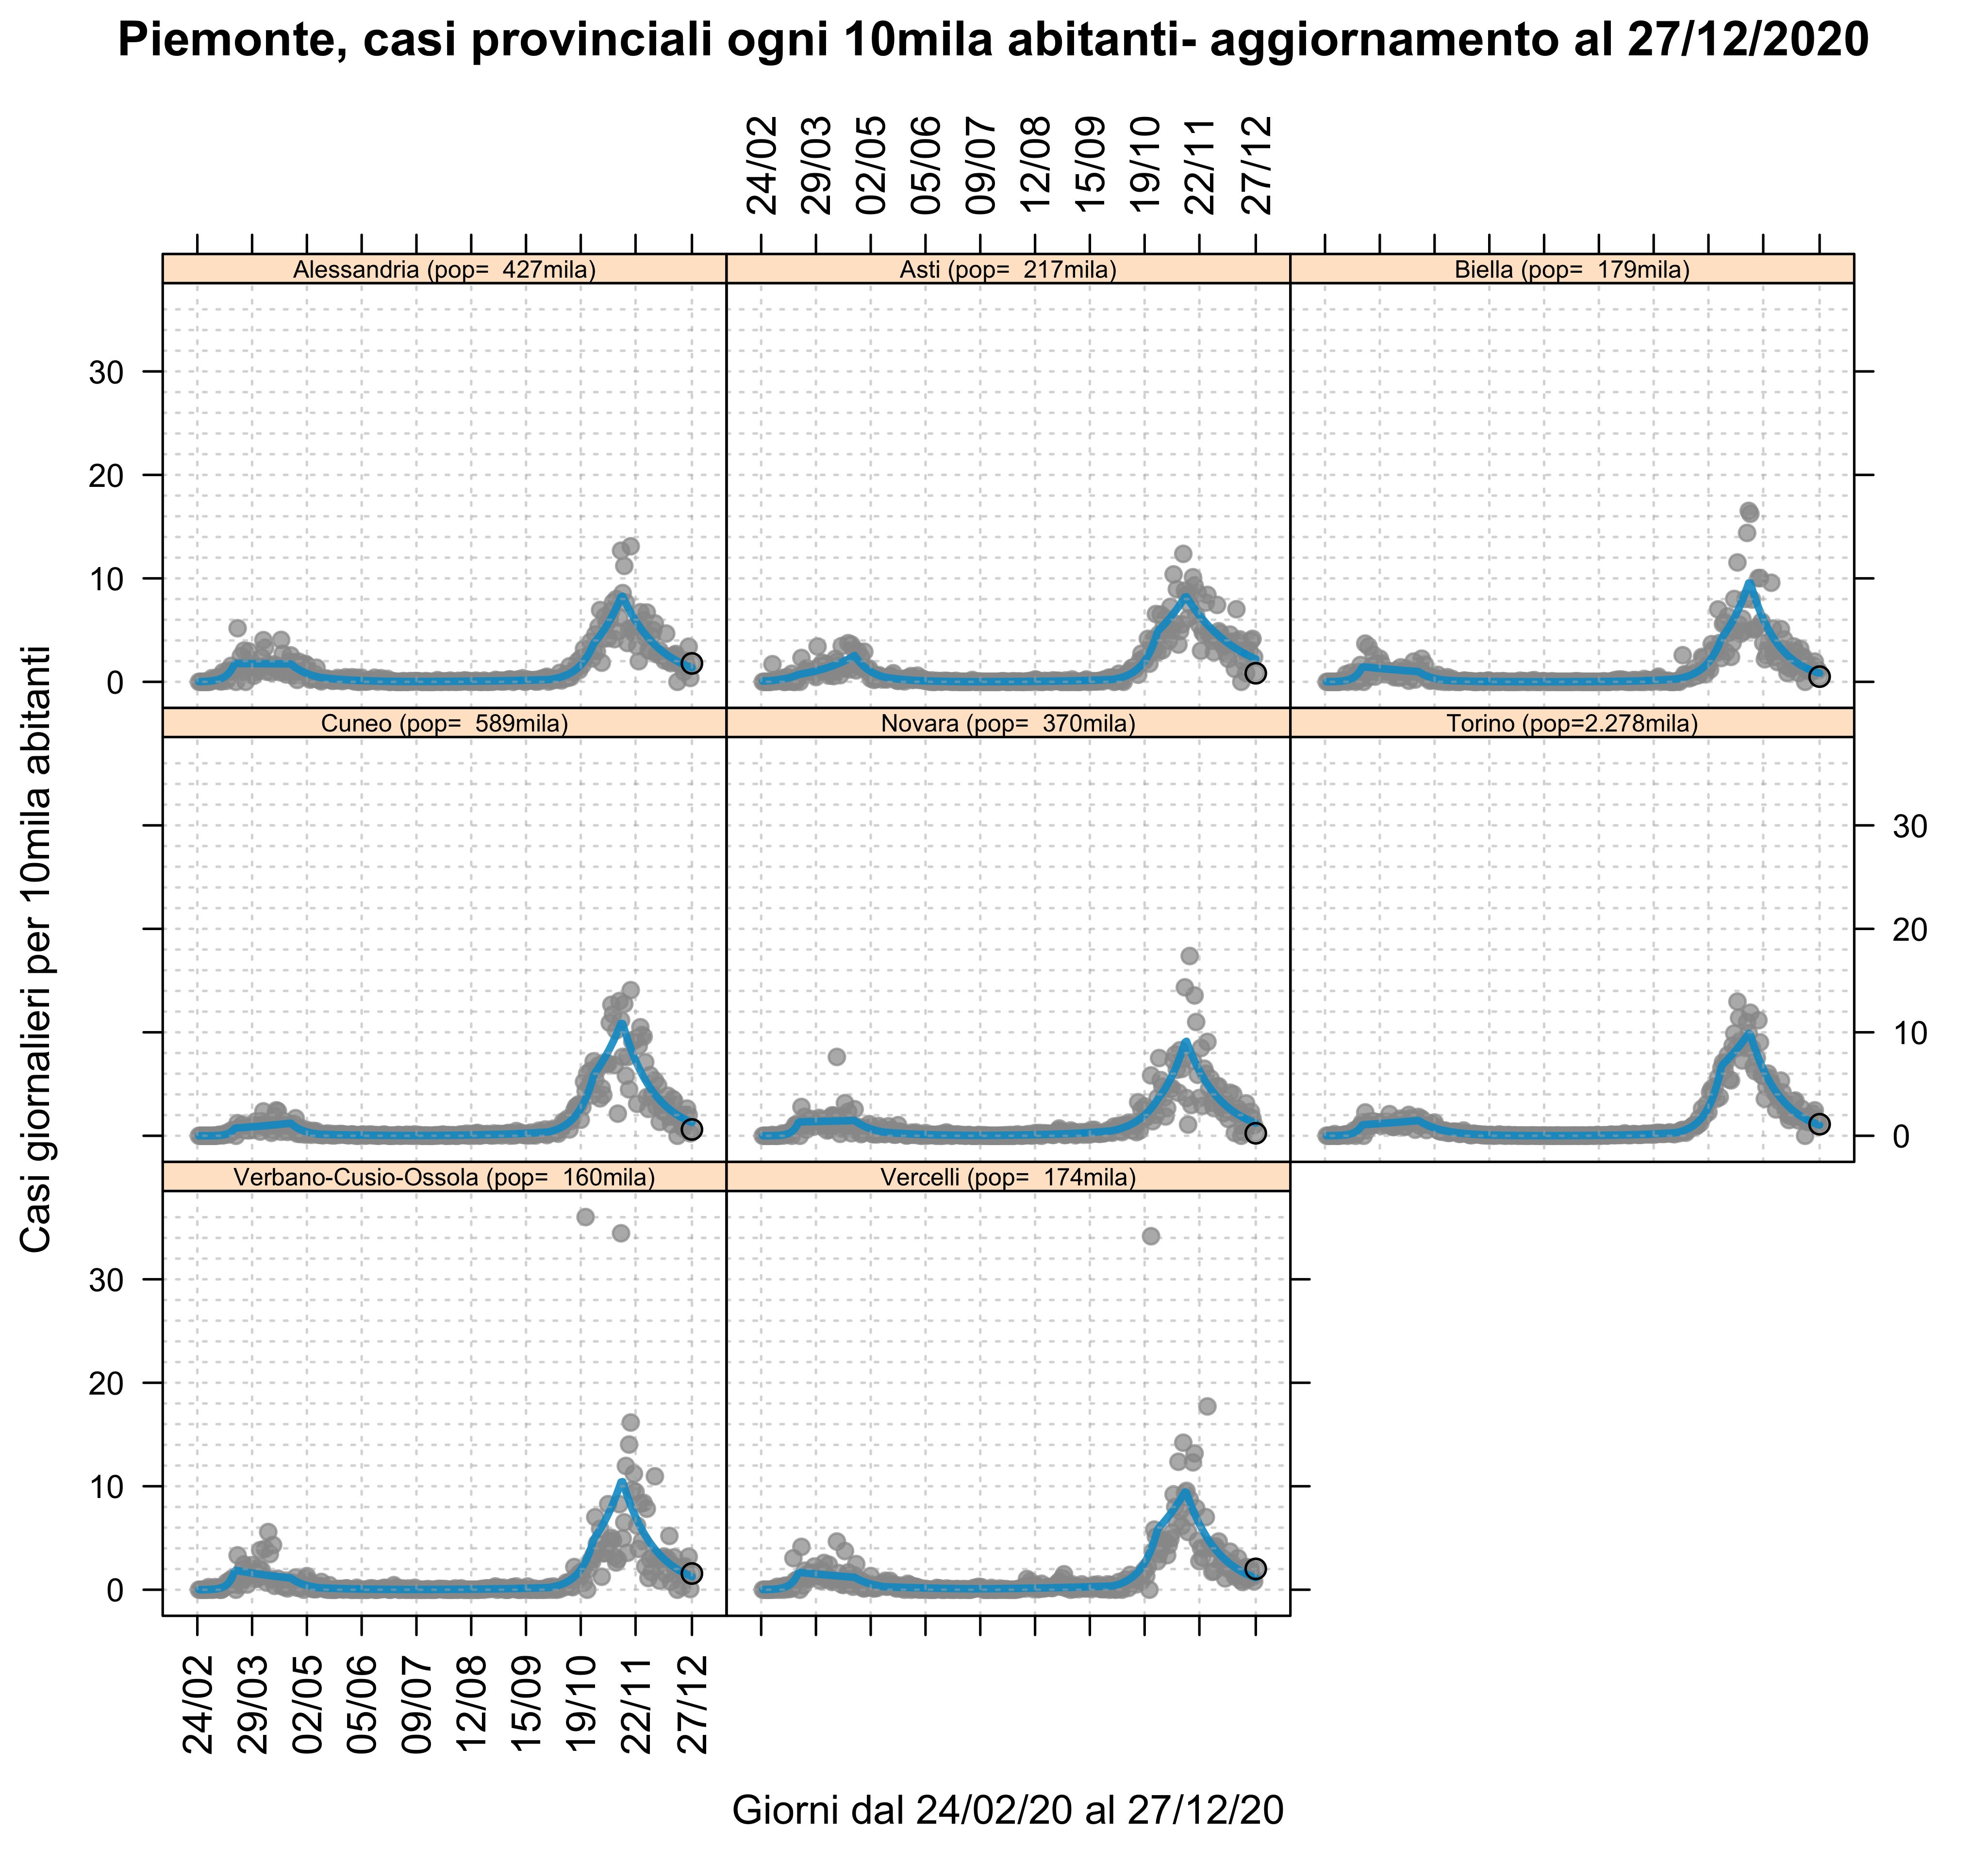 Piemonte, casi provinciali ogni 10mila abitanti- aggiornamento al 27/12/2020
24/02 29/03 02/05 05/06 09/07 12/08 15/09 19/10 22/11 27/12
Alessandria (pop= 427mila)
Asti (pop= 217mila)
Biella (pop= 179mila)
30
20
10
0
Cuneo (pop= 589mila)
Novara (pop= 370mila)
Torino (pop=2.278mila)
30
20
10
0
Verbano-Cusio-Ossola (pop= 160mila)
Vercelli (pop= 174mila)
30
20
10
0
24/02 29/03 02/05 05/06 09/07 12/08 15/09 19/10 22/11 27/12
Casi giornalieri per 10mila abitanti
Giorni dal 24/02/20 al 27/12/20